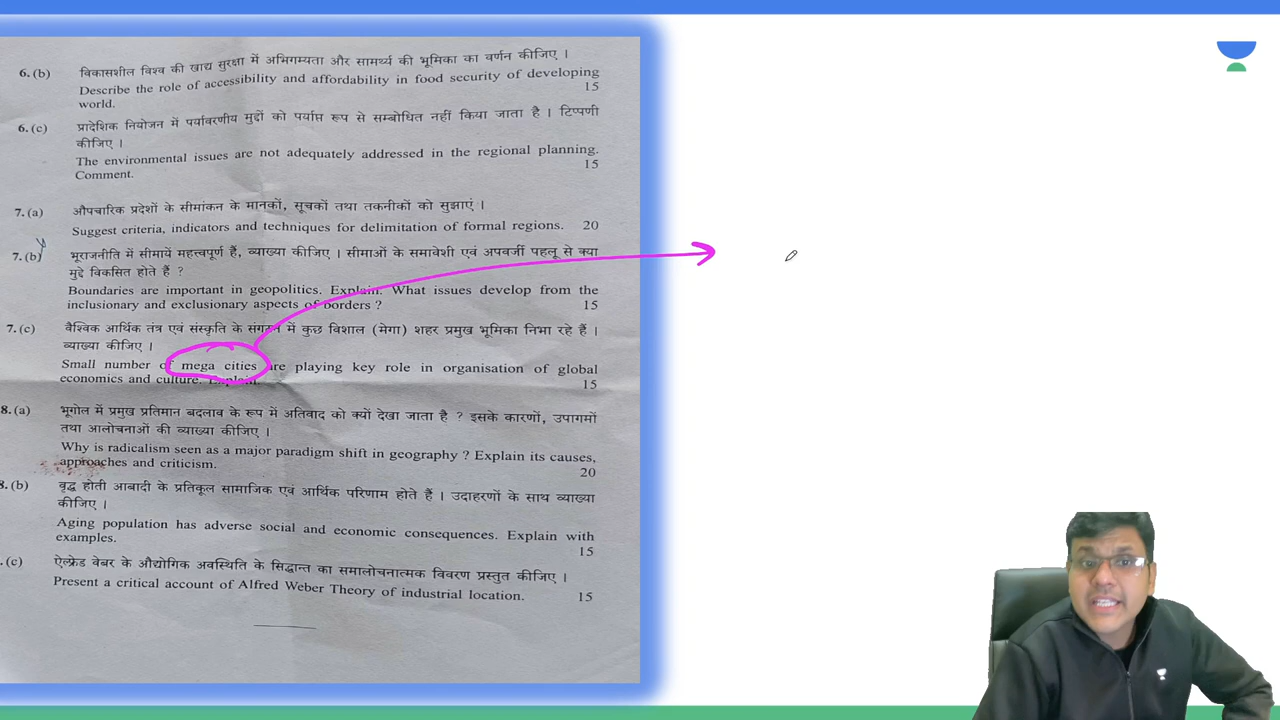 6. (b) विकासशील विश्व की खाद्य सुरक्षा में अभिगम्यता और सामर्थ्य की भूमिका का वर्णन कीजिए ।
Describe the role of accessibility and affordability in food security of developing
world. 15
6. (c) प्रादेशिक नियोजन में पर्यावरणीय मुद्दों को पर्याप्त रूप से सम्बोधित नहीं किया जाता है । टिप्पणी
कीजिए ।
The environmental issues are not adequately addressed in the regional planning.
Comment. 15
7. (a) औपचारिक प्रदेशों के सीमांकन के मानकों, सूचकों तथा तकनीकों को सुझाएं ।
Suggest criteria, indicators and techniques for delimitation of formal regions. 20
7. (b) भूराजनीति में सीमायें महत्वपूर्ण हैं, व्याख्या कीजिए । सीमाओं के समावेशी एवं अपवर्जी पहलू से क्या
मुद्दे विकसित होते हैं ?
Boundaries are important in geopolitics. Explain. What issues develop from the
inclusionary and exclusionary aspects of borders ? 15
7. (c) वैश्विक आर्थिक तंत्र एवं संस्कृति के संगठन में कुछ विशाल (मेगा) शहर प्रमुख भूमिका निभा रहे हैं ।
व्याख्या कीजिए ।
Small number of mega cities are playing key role in organisation of global
economics and culture. Explain. 15
8. (a) भूगोल में प्रमुख प्रतिमान बदलाव के रूप में अतिवाद को क्यों देखा जाता है ? इसके कारणों, उपागमों
तथा आलोचनाओं की व्याख्या कीजिए ।
Why is radicalism seen as a major paradigm shift in geography ? Explain its causes,
approaches and criticism. 20
8. (b) वृद्ध होती आबादी के प्रतिकूल सामाजिक एवं आर्थिक परिणाम होते हैं । उदाहरणों के साथ व्याख्या
कीजिए ।
Aging population has adverse social and economic consequences. Explain with
examples. 15
. (c) ऐल्फ्रेड वेबर के औद्योगिक अवस्थिति के सिद्धान्त का समालोचनात्मक विवरण प्रस्तुत कीजिए ।
Present a critical account of Alfred Weber Theory of industrial location. 15